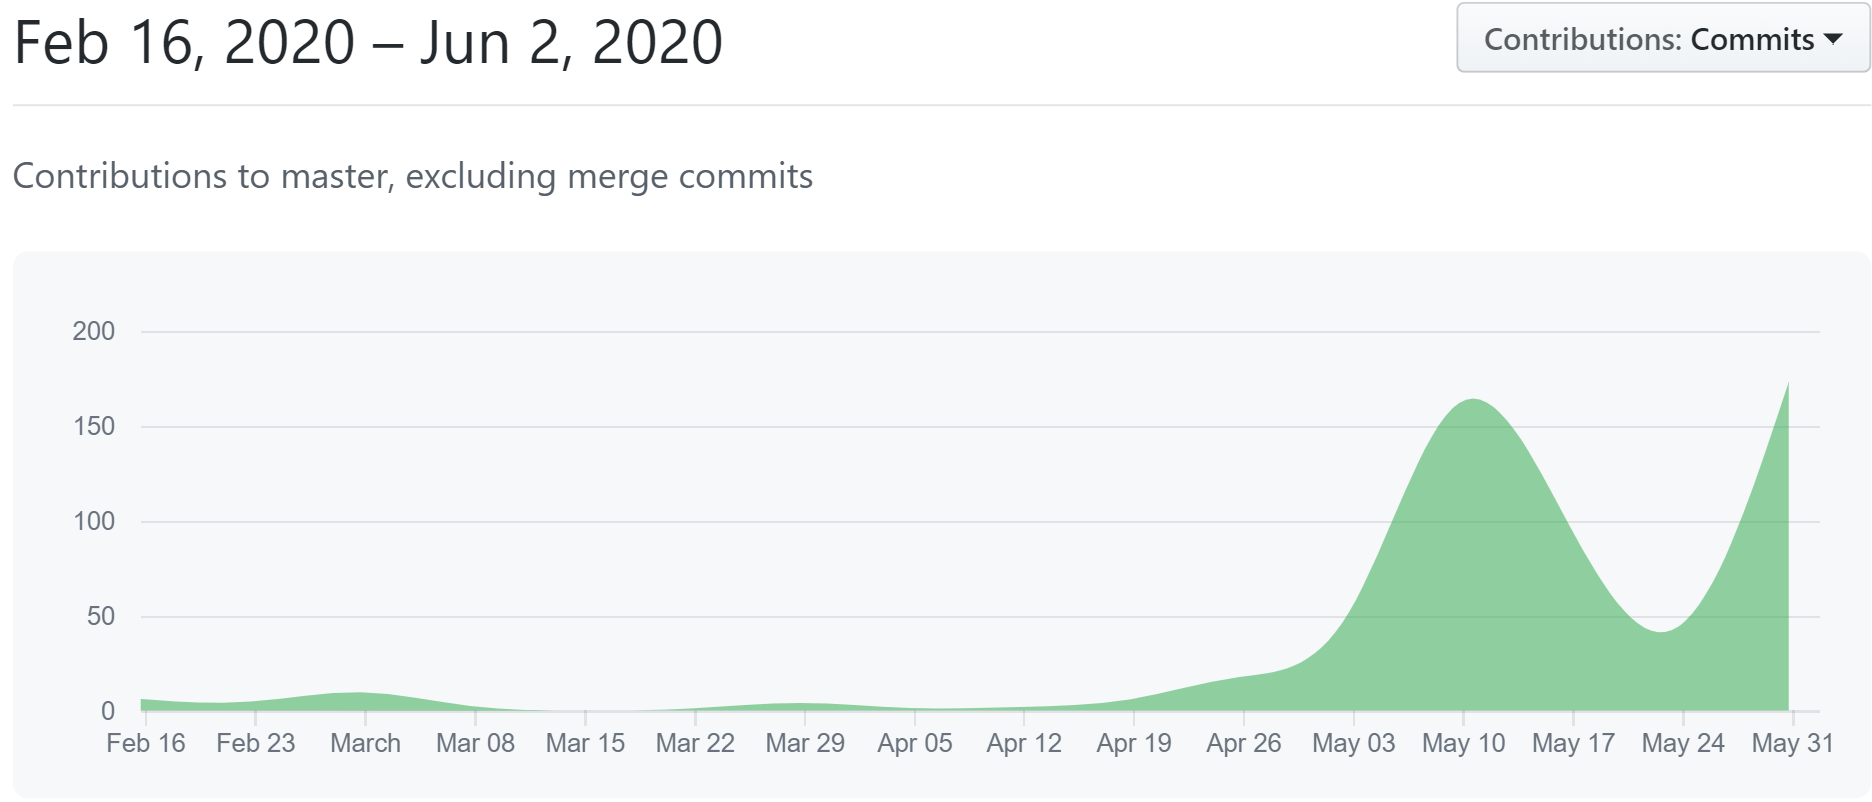 Feb 16, 2020 – Jun 2, 2020
Contributions: Commits
Contributions to master, excluding merge commits
200
150
100
50
0
Feb 16 Feb 23 March Mar 08 Mar 15 Mar 22 Mar 29 Apr 05 Apr 12 Apr 19 Apr 26 May 03 May 10 May 17 May 24 May 31